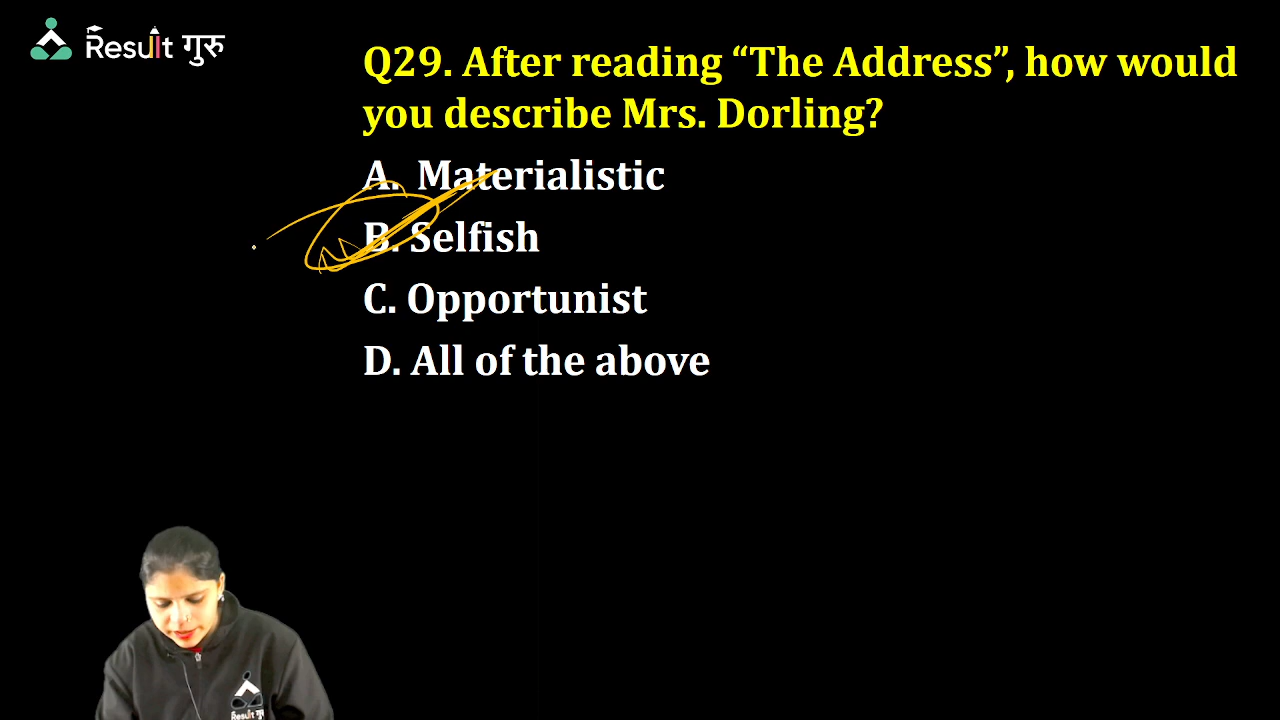 Result गुरु
Q29. After reading “The Address”, how would
you describe Mrs. Dorling?
A. Materialistic
B. Selfish
C. Opportunist
D. All of the above
Result गुरु